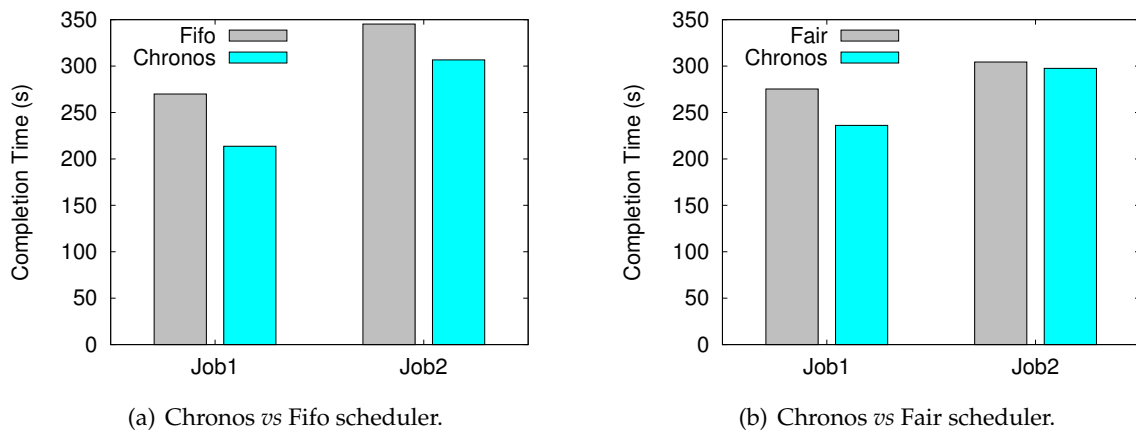 350
300
250
200
150
100
50
0
Completion Time (s)
Fifo
Chronos
Job1 Job2
(a) Chronos vs Fifo scheduler.
350
300
250
200
150
100
50
0
Completion Time (s)
Fair
Chronos
Job1 Job2
(b) Chronos vs Fair scheduler.